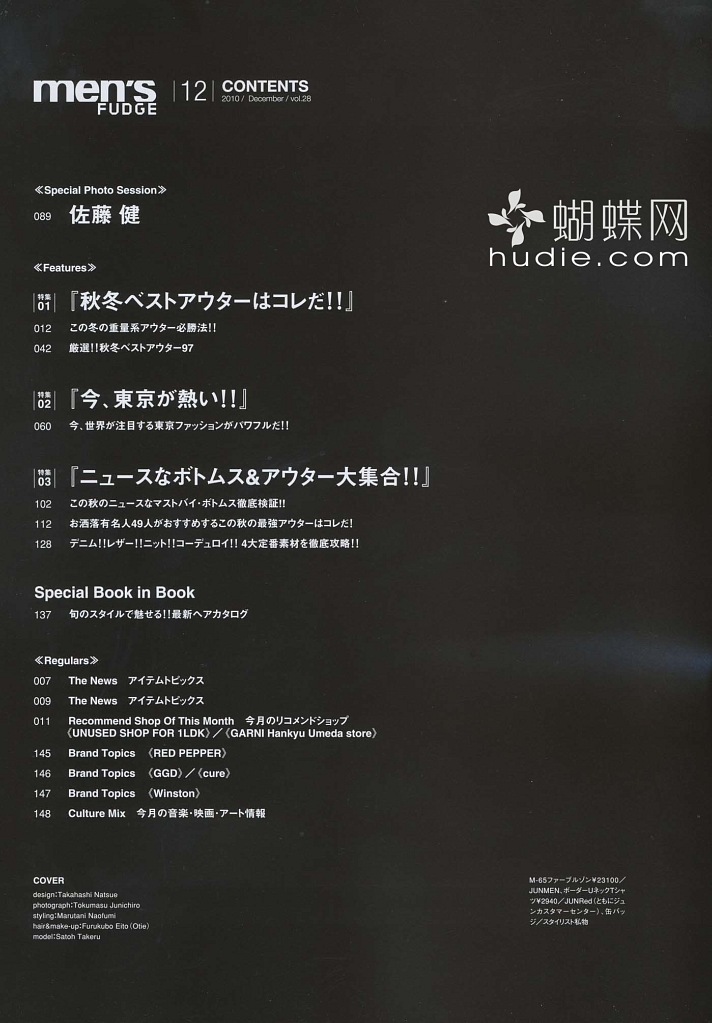 men's
FUDGE
12
CONTENTS
2010 / December / vol.28
≪Special Photo Session≫
089 佐藤 健
蝴蝶网
hudie.com
≪Features≫
特集 01 『秋冬ベストアウターはコレだ!!』
012 この冬の重量系アウター必勝法!!
042 厳選!!秋冬ベストアウター97
特集 02 『今、東京が熱い!!』
060 今、世界が注目する東京ファッションがパワフルだ!!
特集 03 『ニュースなボトムス&アウター大集合!!』
102 この秋のニュースなマストバイ・ボトムス徹底検証!!
112 お洒落有名人49人がおすすめするこの秋の最強アウターはコレだ!
128 デニム!!レザー!!ニット!!コーデュロイ!! 4大定番素材を徹底攻略!!
Special Book in Book
137 旬のスタイルで魅せる!!最新ヘアカタログ
≪Regulars≫
007 The News アイテムトピックス
009 The News アイテムトピックス
011 Recommend Shop Of This Month 今月のリコメンドショップ
《UNUSED SHOP FOR 1LDK》／《GARNI Hankyu Umeda store》
145 Brand Topics 《RED PEPPER》
146 Brand Topics 《GGD》／《cure》
147 Brand Topics 《Winston》
148 Culture Mix 今月の音楽・映画・アート情報
COVER
design:Takahashi Natsue
photograph:Tokumasu Junichiro
styling:Marutani Naofumi
hair&make-up:Furukubo Eito (Otie)
model:Satoh Takeru
M-65ファーブルゾン¥23100／
JUNMEN、ボーダーUネックTシャ
ツ¥2940／JUNRed（ともにジュ
ンカスタマーセンター）、缶バッ
ジ／スタイリスト私物